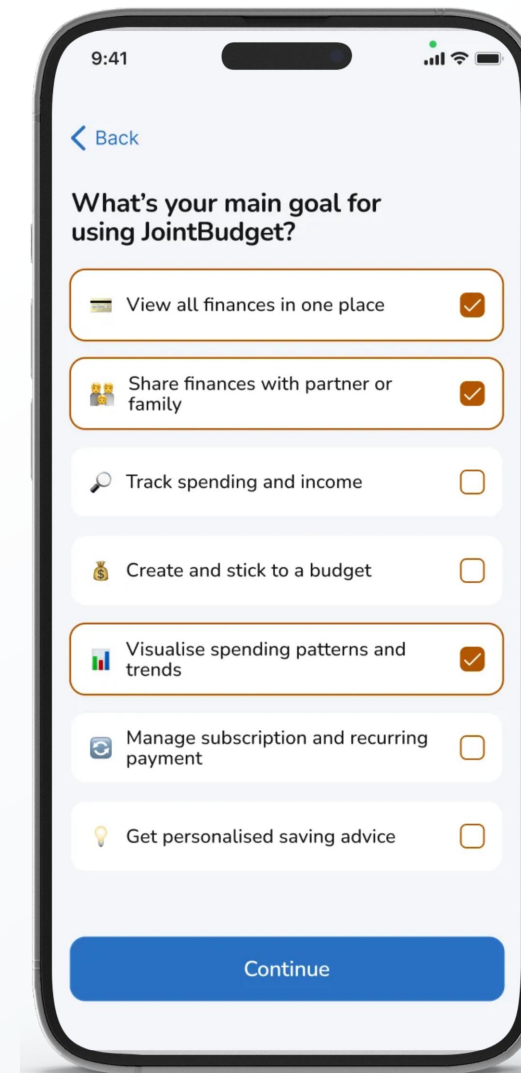 9:41
Back
What's your main goal for
using JointBudget?
View all finances in one place
Share finances with partner or
family
Track spending and income
Create and stick to a budget
Visualise spending patterns and
trends
Manage subscription and recurring
payment
Get personalised saving advice
Continue